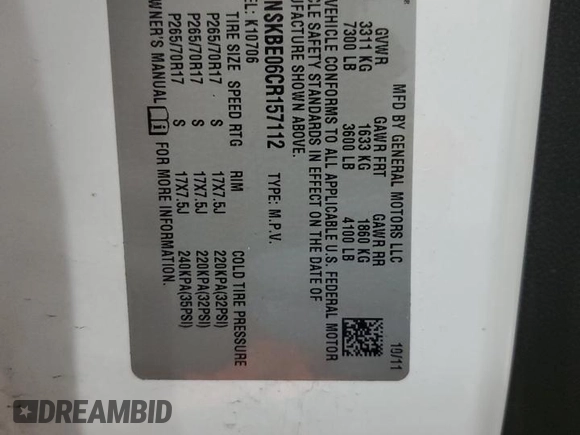 MFD BY GENERAL MOTORS LLC
GVWR GAWR FRT GAWR RR
3311 KG 1633 KG 1860 KG
7300 LB 3600 LB 4100 LB
VEHICLE CONFORMS TO ALL APPLICABLE U.S. FEDERAL MOTOR
SAFETY STANDARDS IN EFFECT ON THE DATE OF
SHOWN ABOVE.
NSKBE06CR157112 TYPE: M.P.V.
K10706
TIRE SIZE SPEED RTG RIM COLD TIRE PRESSURE
P265/70R17 S 17X7.5J 220KPA(32PSI)
P265/70R17 S 17X7.5J 220KPA(32PSI)
P265/70R17 S 17X7.5J 240KPA(35PSI)
OWNER'S MANUAL i FOR MORE INFORMATION.
10/11
DREAMBID